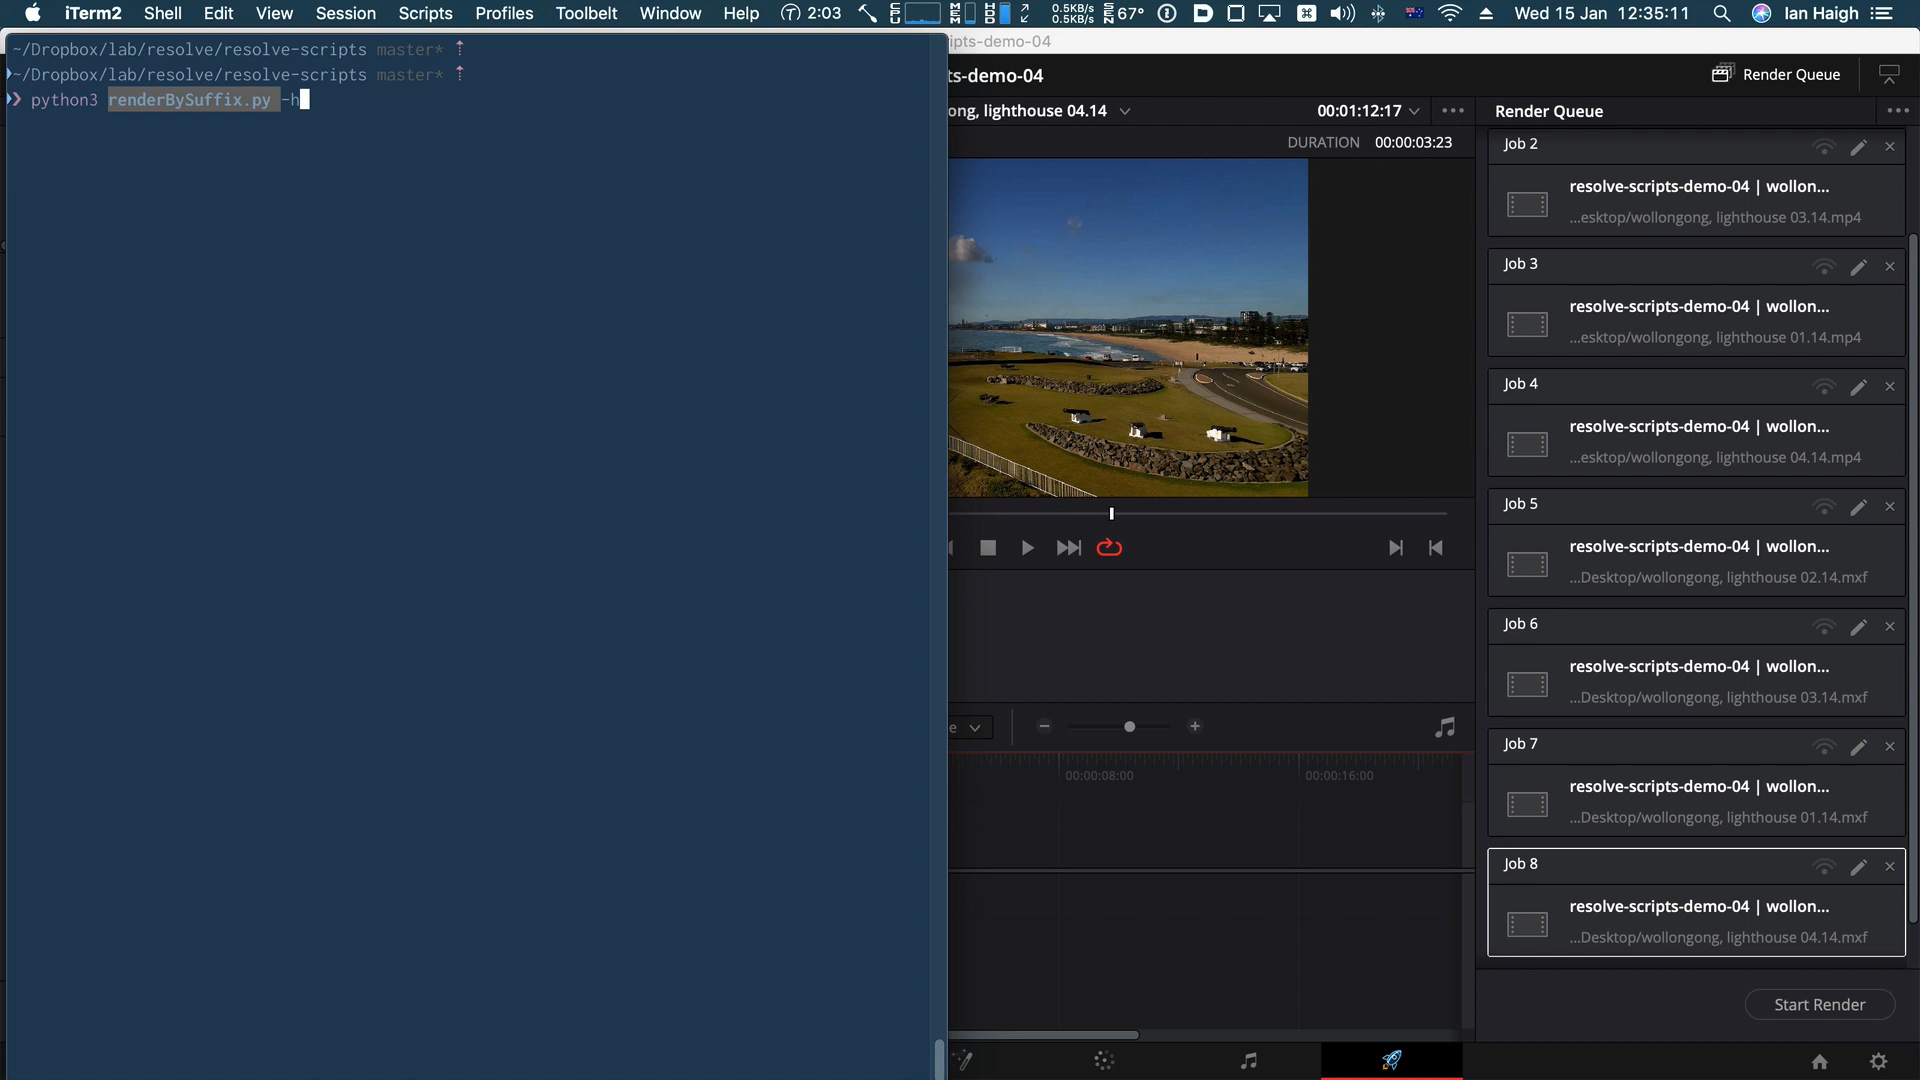 iTerm2 Shell Edit View Session Scripts Profiles Toolbelt Window Help 2:03 0.5KB/s 0.5KB/s 67° Wed 15 Jan 12:35:11 Ian Haigh
ipts-demo-04
~/Dropbox/lab/resolve/resolve-scripts master* ⇡
~/Dropbox/lab/resolve/resolve-scripts master* ⇡
❯ python3 renderBySuffix.py -h
ts-demo-04
Render Queue
ong, lighthouse 04.14
00:01:12:17
DURATION 00:00:03:23
e
00:00:08:00
00:00:16:00
Render Queue
Job 2
resolve-scripts-demo-04 | wollon...
...esktop/wollongong, lighthouse 03.14.mp4
Job 3
resolve-scripts-demo-04 | wollon...
...esktop/wollongong, lighthouse 01.14.mp4
Job 4
resolve-scripts-demo-04 | wollon...
...esktop/wollongong, lighthouse 04.14.mp4
Job 5
resolve-scripts-demo-04 | wollon...
...Desktop/wollongong, lighthouse 02.14.mxf
Job 6
resolve-scripts-demo-04 | wollon...
...Desktop/wollongong, lighthouse 03.14.mxf
Job 7
resolve-scripts-demo-04 | wollon...
...Desktop/wollongong, lighthouse 01.14.mxf
Job 8
resolve-scripts-demo-04 | wollon...
...Desktop/wollongong, lighthouse 04.14.mxf
Start Render